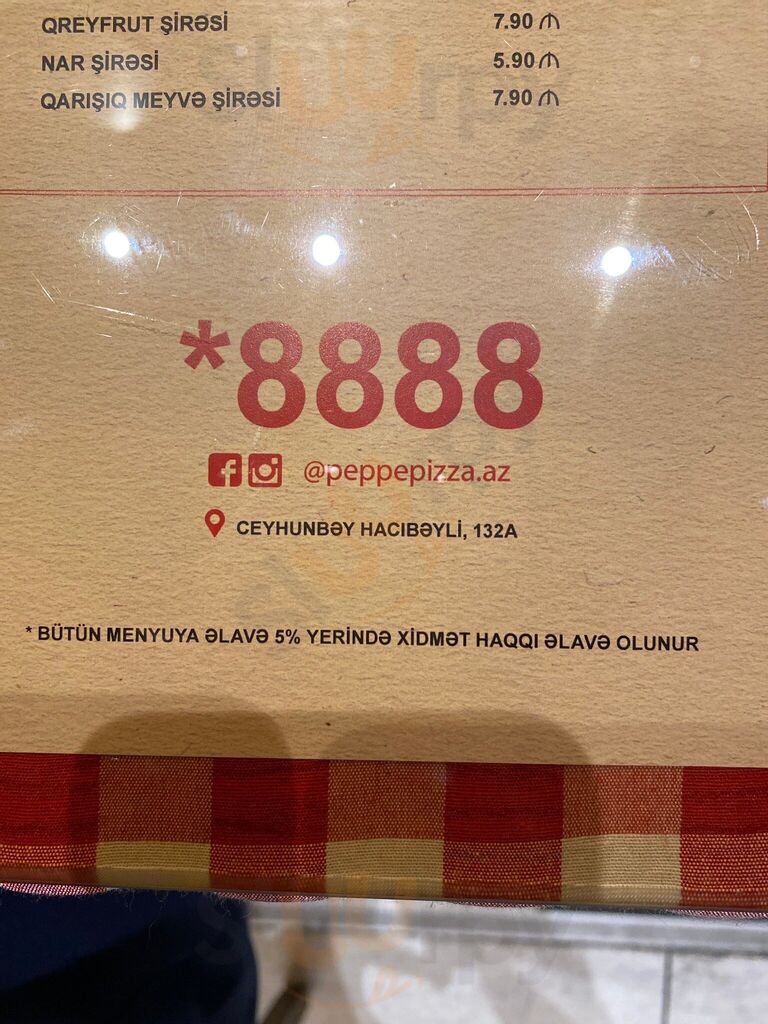 QREYFRUT ŞİRƏSİ 7.90 ₼
NAR ŞİRƏSİ 5.90 ₼
QARIŞIQ MEYVƏ ŞİRƏSİ 7.90 ₼
*8888
@peppepizza.az
CEYHUNBƏY HACIBƏYLİ, 132A
* BÜTÜN MENYUYA ƏLAVƏ 5% YERİNDƏ XİDMƏT HAQQI ƏLAVƏ OLUNUR